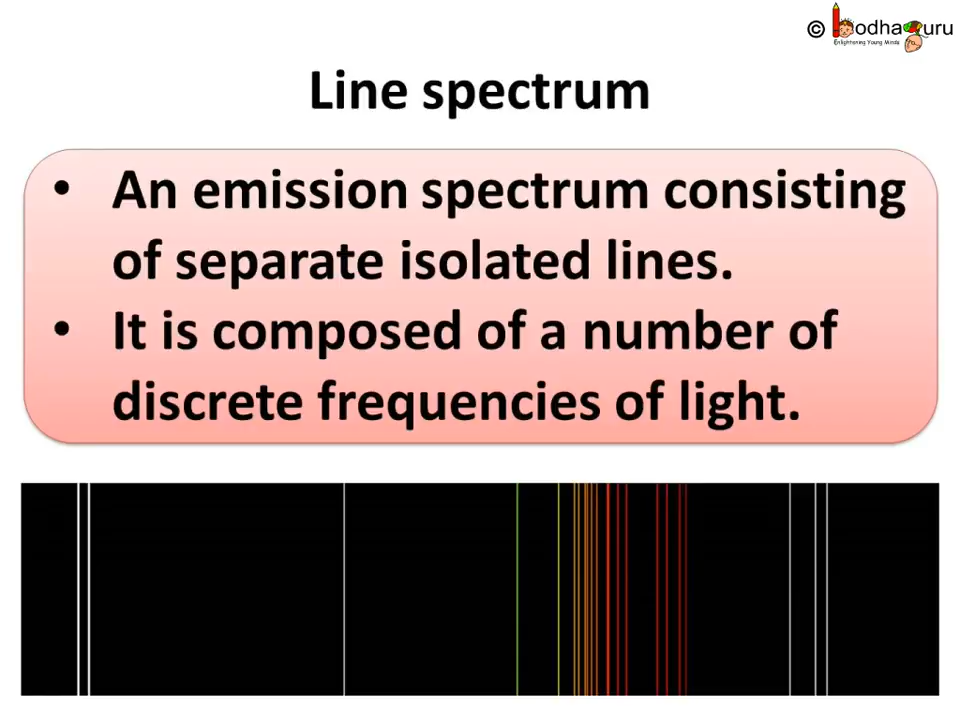 © BodhaGuru
Enlightening Young Minds
Line spectrum
• An emission spectrum consisting
of separate isolated lines.
• It is composed of a number of
discrete frequencies of light.